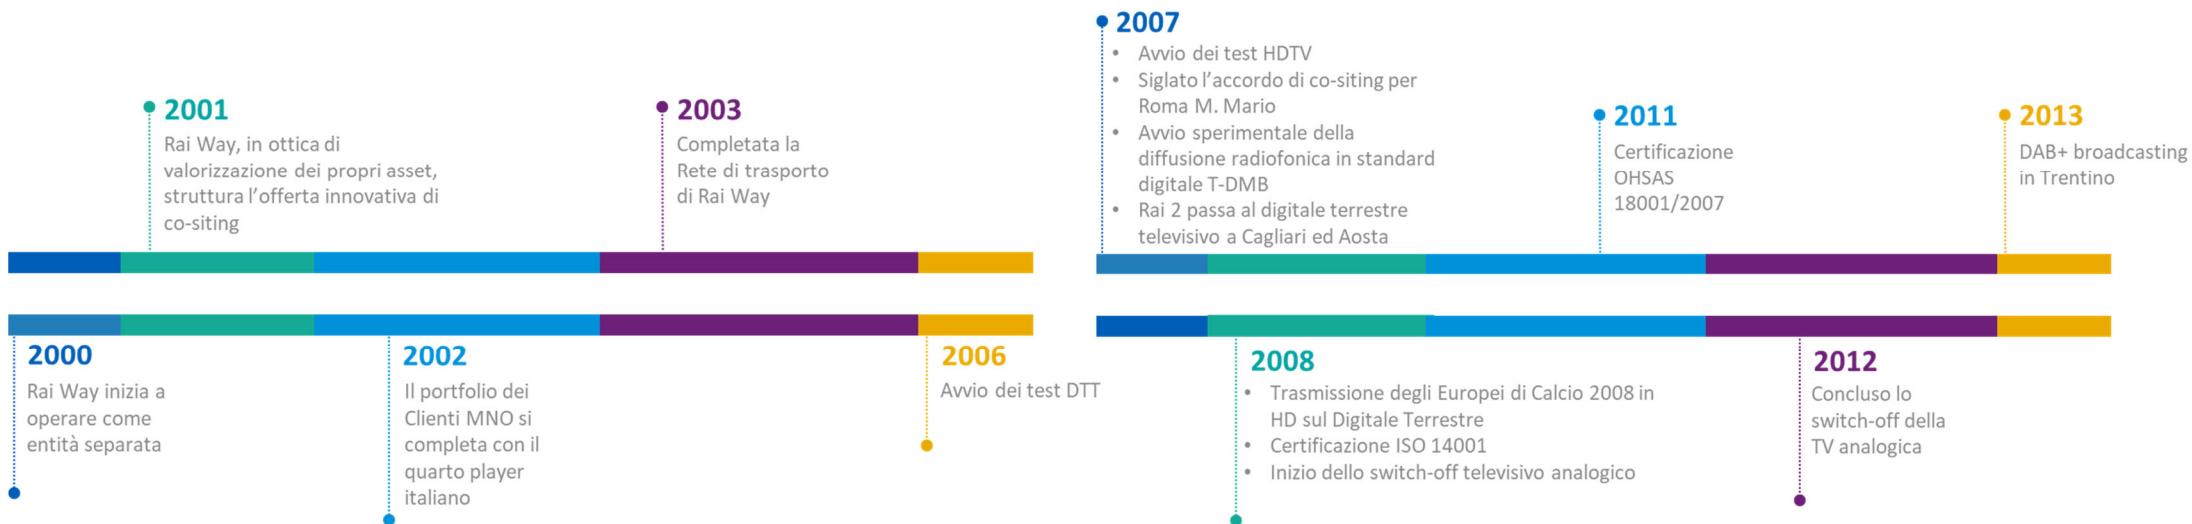 2001
Rai Way, in ottica di
valorizzazione dei propri asset,
struttura l'offerta innovativa di
co-siting
2003
Completata la
Rete di trasporto
di Rai Way
2000
Rai Way inizia a
operare come
entità separata
2002
Il portfolio dei
Clienti MNO si
completa con il
quarto player
italiano
2006
Avvio dei test DTT
2007
• Avvio dei test HDTV
• Siglato l'accordo di co-siting per
Roma M. Mario
• Avvio sperimentale della
diffusione radiofonica in standard
digitale T-DMB
• Rai 2 passa al digitale terrestre
televisivo a Cagliari ed Aosta
2011
Certificazione
OHSAS
18001/2007
2013
DAB+ broadcasting
in Trentino
2008
• Trasmissione degli Europei di Calcio 2008 in
HD sul Digitale Terrestre
• Certificazione ISO 14001
• Inizio dello switch-off televisivo analogico
2012
Concluso lo
switch-off della
TV analogica